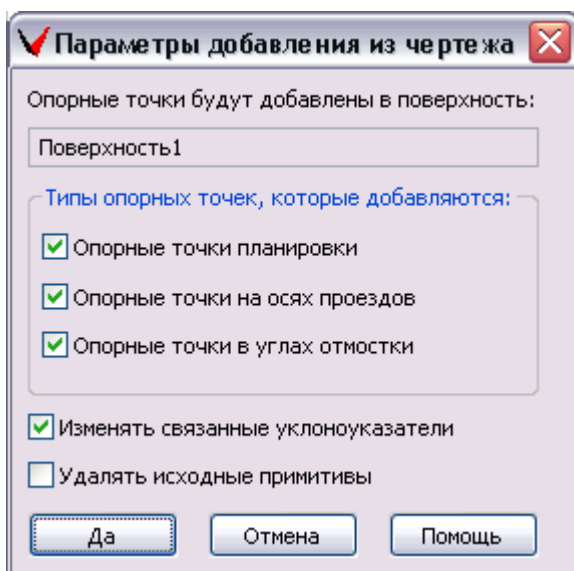 Параметры добавления из чертежа
Опорные точки будут добавлены в поверхность:
Поверхность1
Типы опорных точек, которые добавляются:
Опорные точки планировки
Опорные точки на осях проездов
Опорные точки в углах отмостки
Изменять связанные уклоноуказатели
Удалять исходные примитивы
Да Отмена Помощь